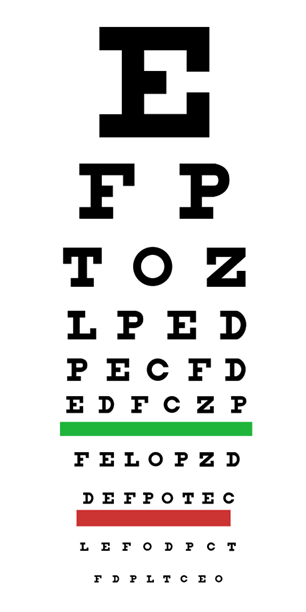 E
F P
T O Z
L P E D
P E C F D
E D F C Z P
F E L O P Z D
D E F P O T E C
L E F O D P C T
F D P L T C E O